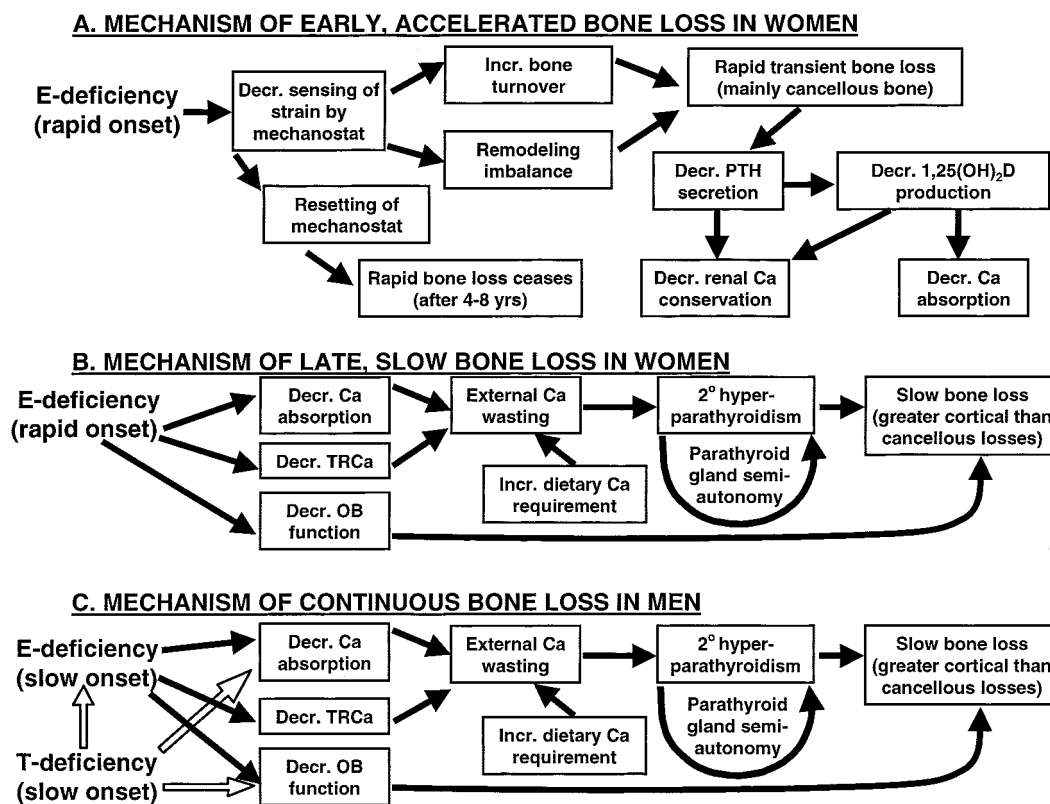 A. MECHANISM OF EARLY, ACCELERATED BONE LOSS IN WOMEN
E-deficiency
(rapid onset)
Decr. sensing of
strain by
mechanostat
Incr. bone
turnover
Remodeling
imbalance
Rapid transient bone loss
(mainly cancellous bone)
Resetting of
mechanostat
Rapid bone loss ceases
(after 4-8 yrs)
Decr. PTH
secretion
Decr. 1,25(OH)₂D
production
Decr. renal Ca
conservation
Decr. Ca
absorption
B. MECHANISM OF LATE, SLOW BONE LOSS IN WOMEN
E-deficiency
(rapid onset)
Decr. Ca
absorption
Decr. TRCa
Decr. OB
function
External Ca
wasting
Incr. dietary Ca
requirement
2° hyper-
parathyroidism
Parathyroid
gland semi-
autonomy
Slow bone loss
(greater cortical than
cancellous losses)
C. MECHANISM OF CONTINUOUS BONE LOSS IN MEN
E-deficiency
(slow onset)
T-deficiency
(slow onset)
Decr. Ca
absorption
Decr. TRCa
Decr. OB
function
External Ca
wasting
Incr. dietary Ca
requirement
2° hyper-
parathyroidism
Parathyroid
gland semi-
autonomy
Slow bone loss
(greater cortical than
cancellous losses)